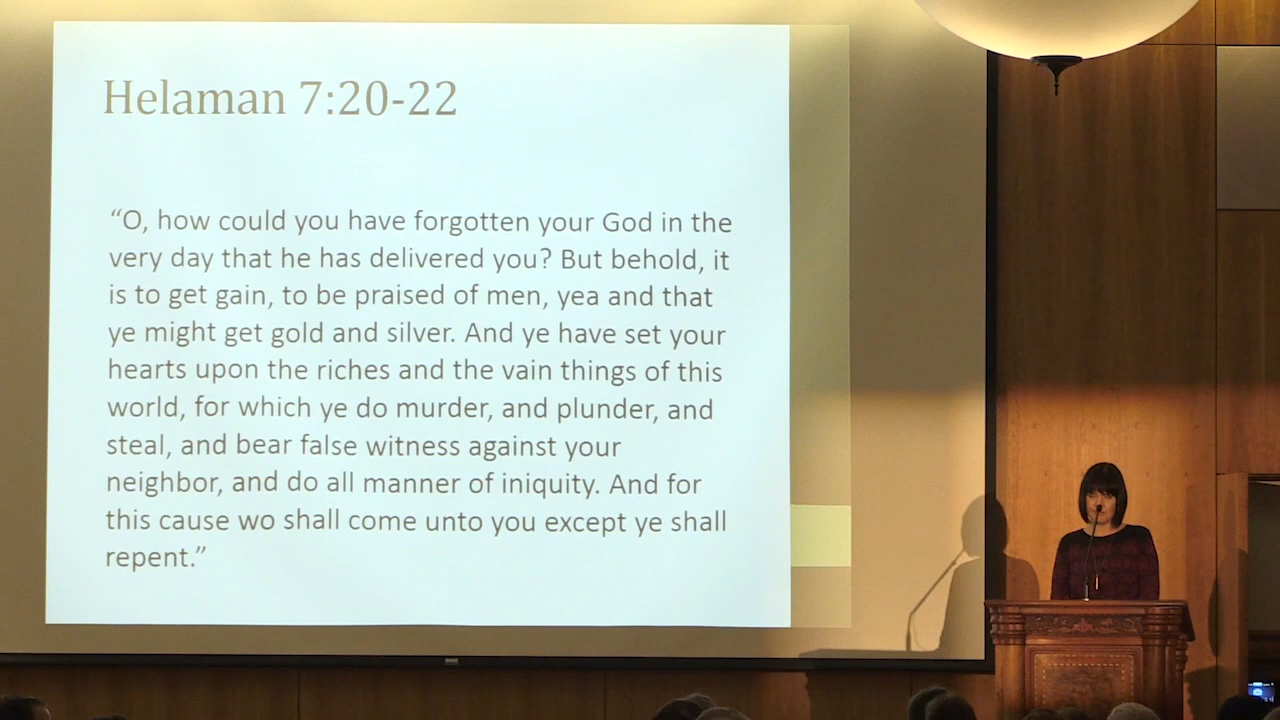 Helaman 7:20-22
“O, how could you have forgotten your God in the
very day that he has delivered you? But behold, it
is to get gain, to be praised of men, yea and that
ye might get gold and silver. And ye have set your
hearts upon the riches and the vain things of this
world, for which ye do murder, and plunder, and
steal, and bear false witness against your
neighbor, and do all manner of iniquity. And for
this cause wo shall come unto you except ye shall
repent.”